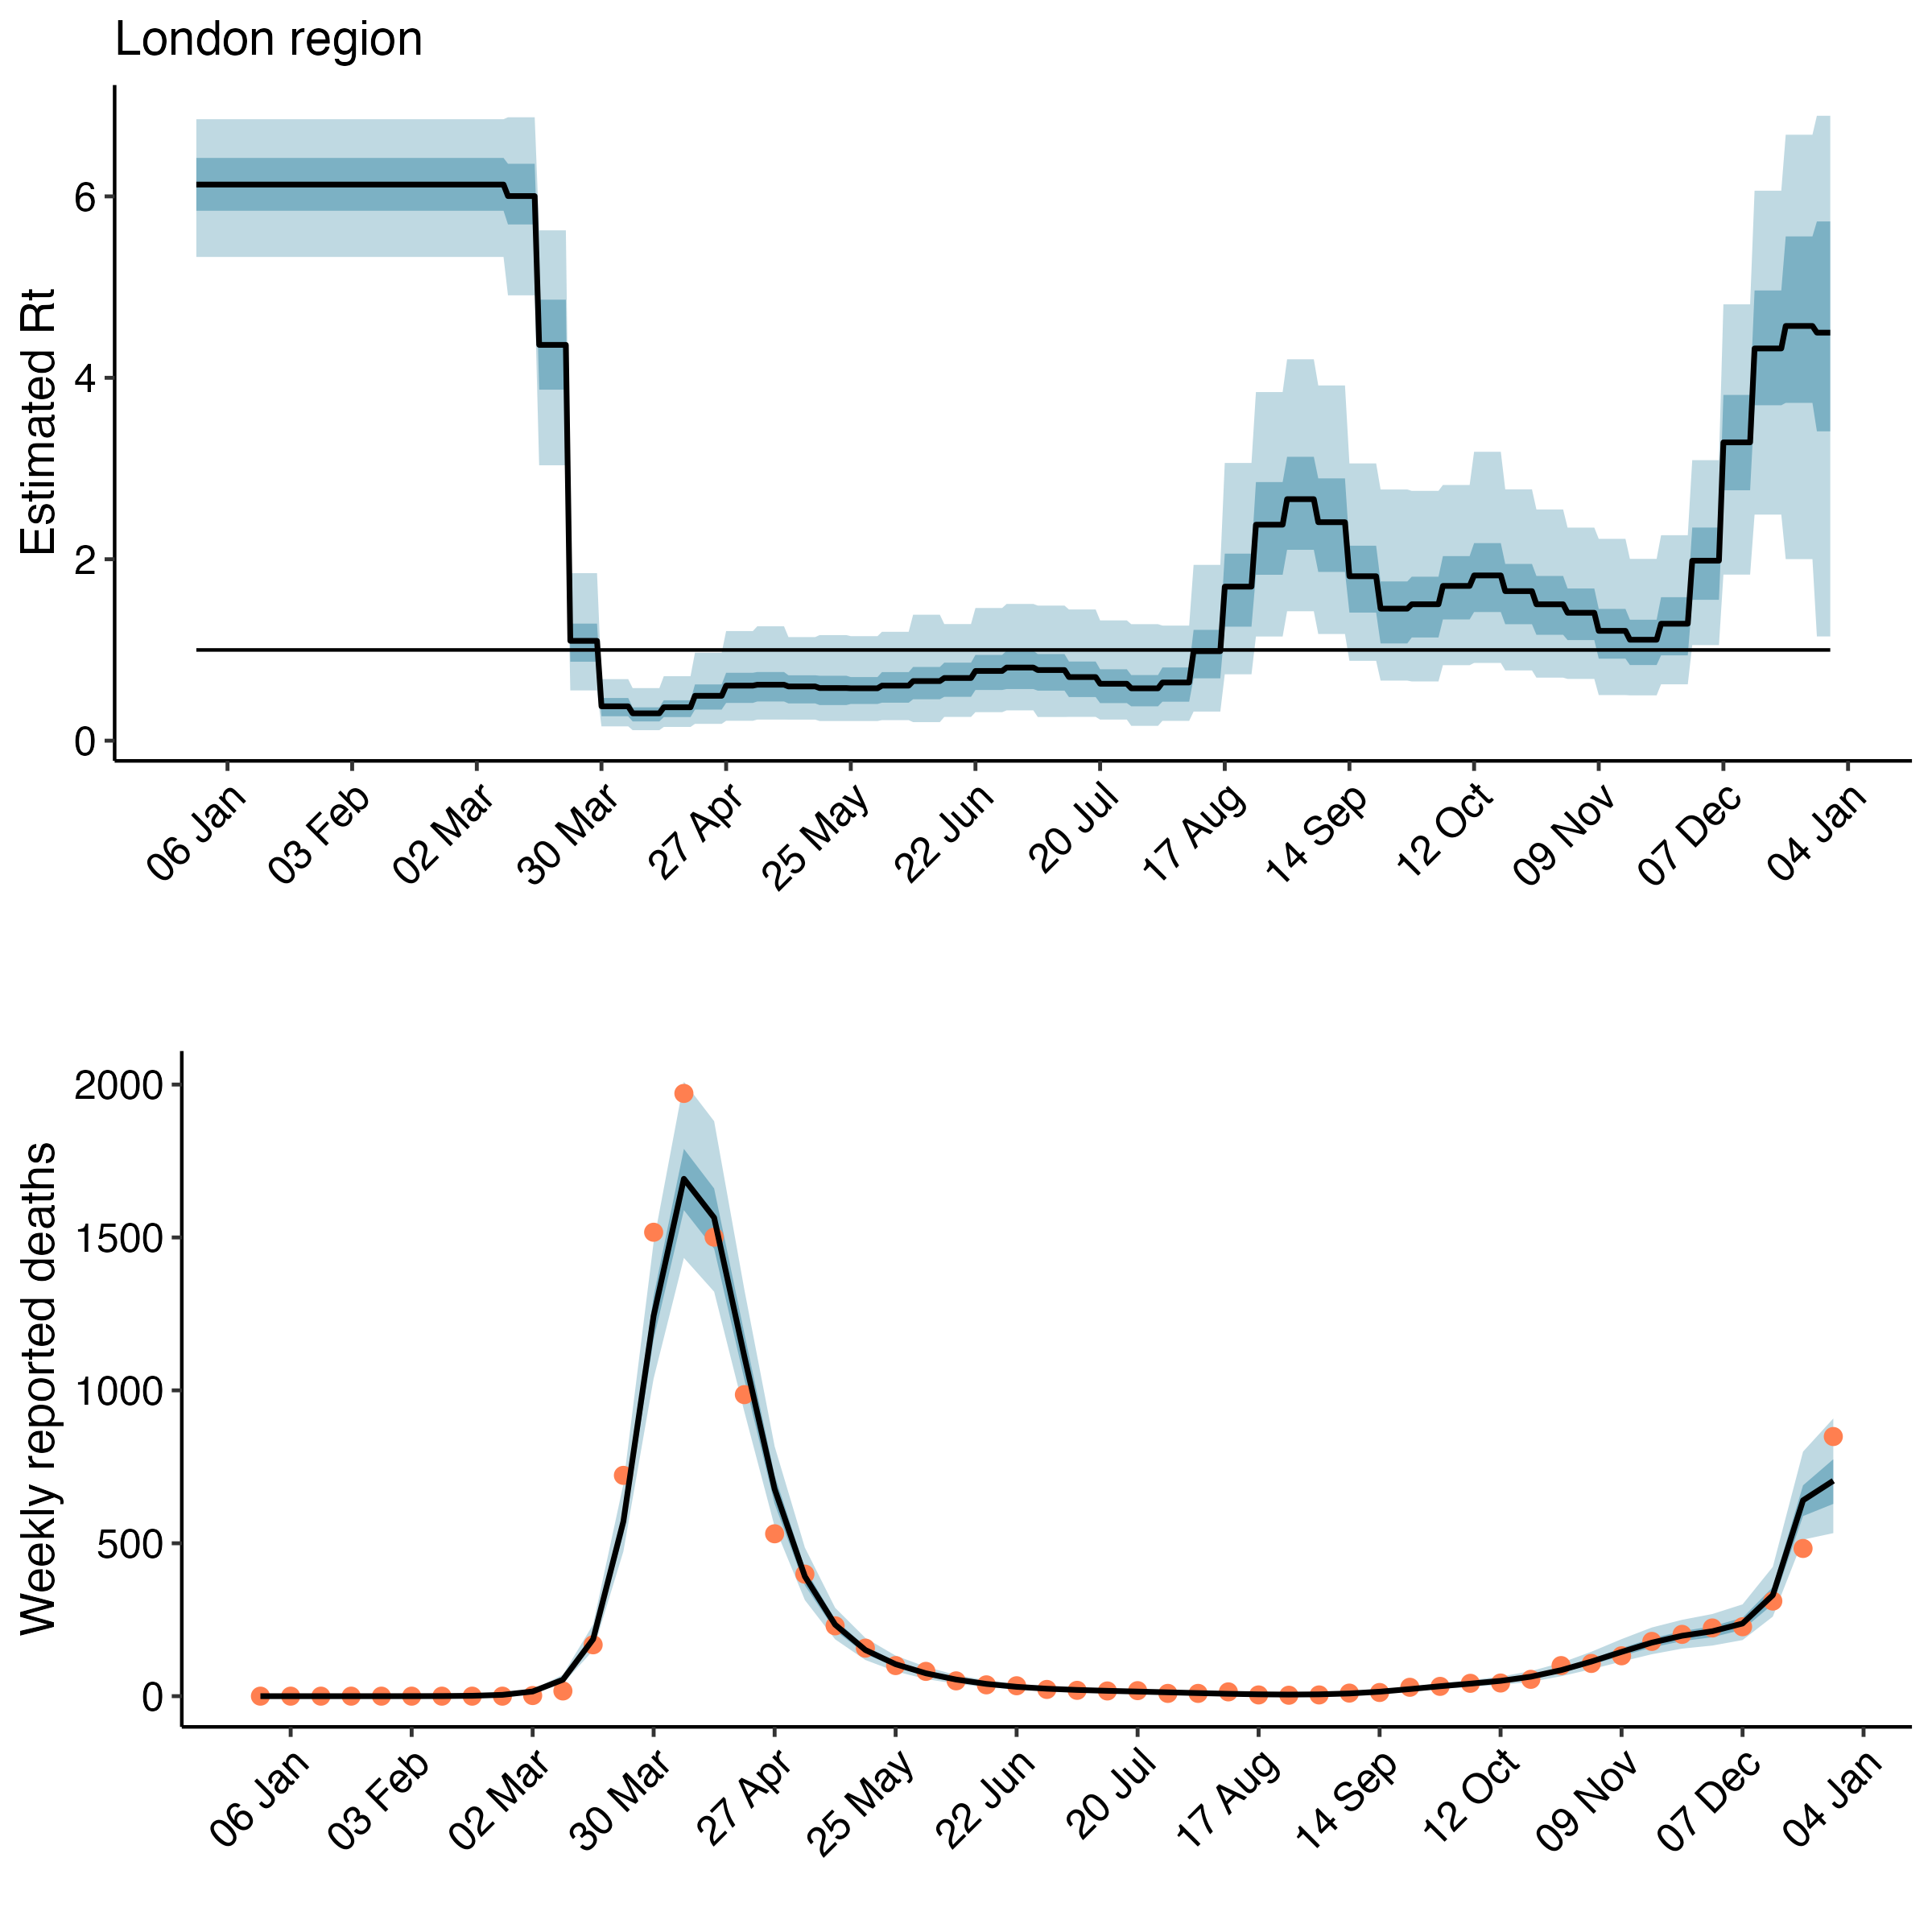 London region
Estimated Rt
6
4
2
0
06 Jan
03 Feb
02 Mar
30 Mar
27 Apr
25 May
22 Jun
20 Jul
17 Aug
14 Sep
12 Oct
09 Nov
07 Dec
04 Jan
Weekly reported deaths
2000
1500
1000
500
0
06 Jan
03 Feb
02 Mar
30 Mar
27 Apr
25 May
22 Jun
20 Jul
17 Aug
14 Sep
12 Oct
09 Nov
07 Dec
04 Jan